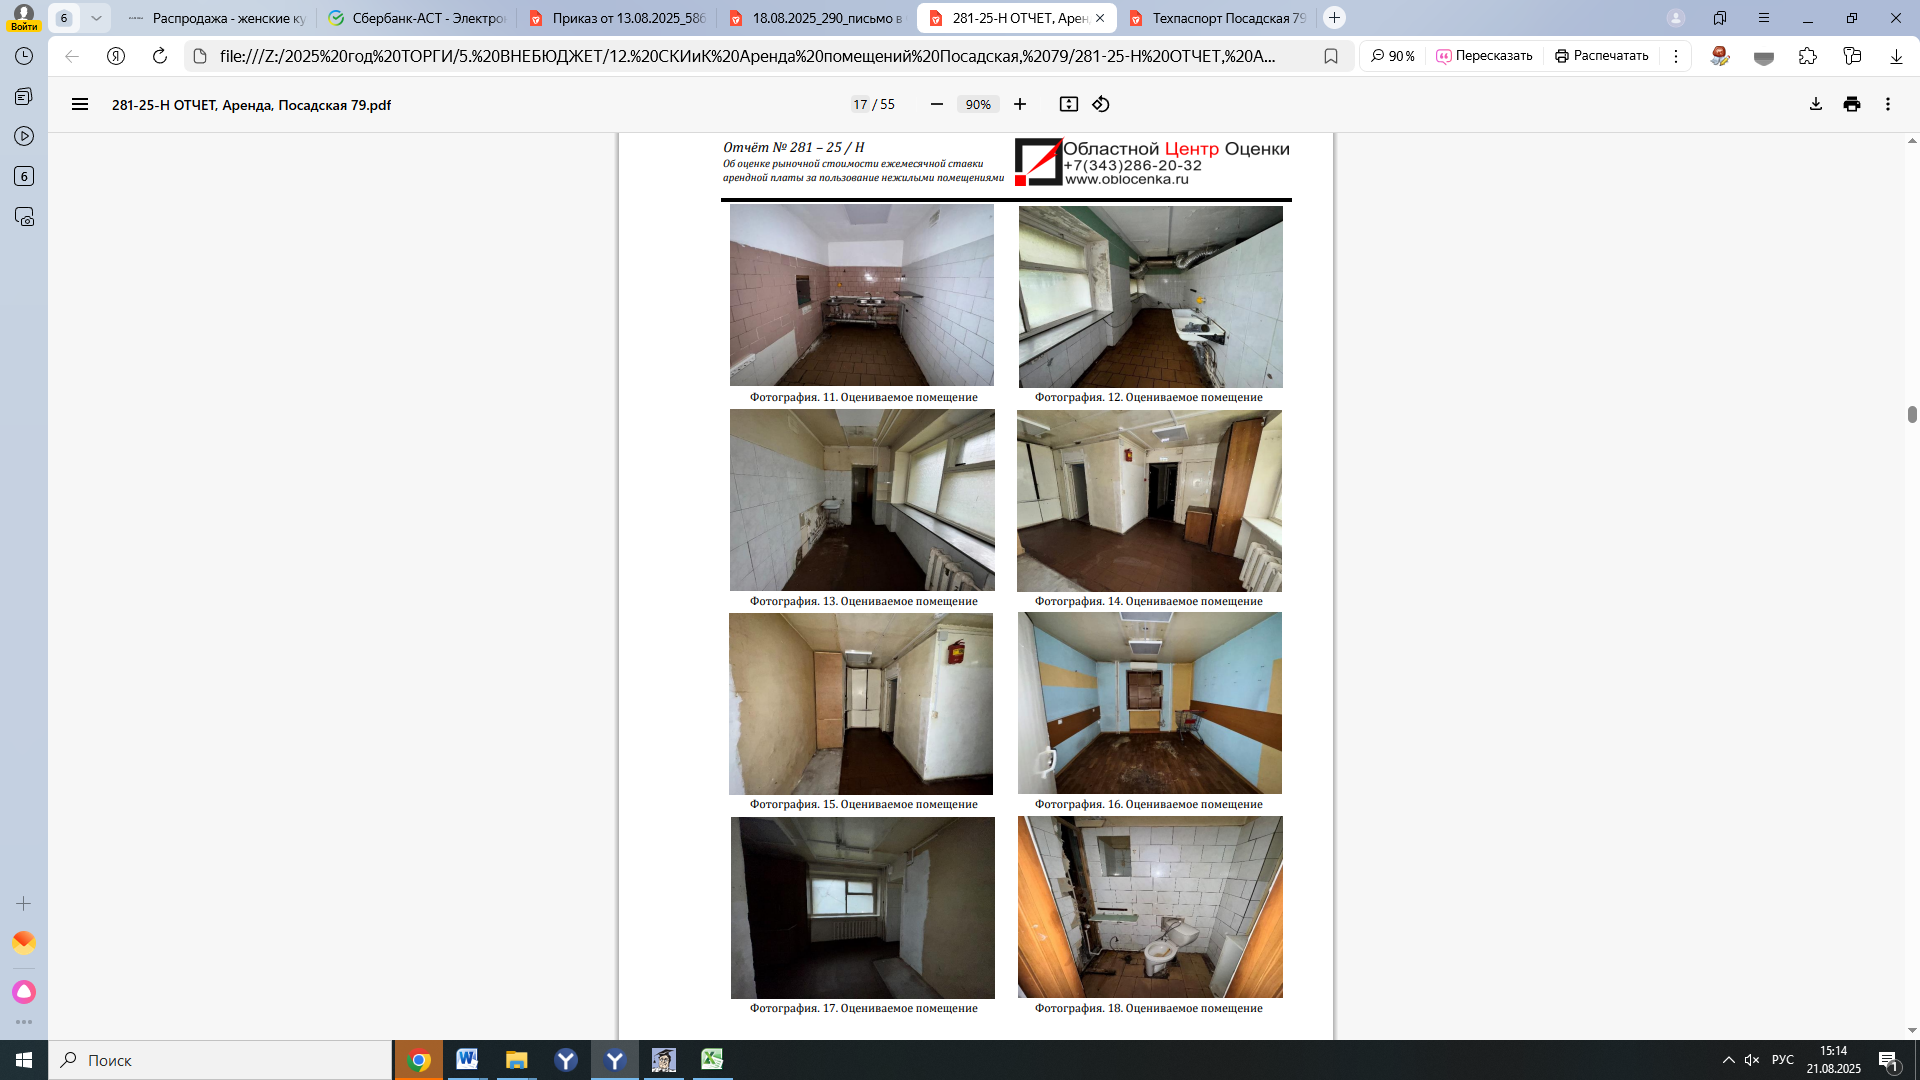 Войти
6
Распродажа - женские ку
Сбербанк-АСТ - Электрон
Приказ от 13.08.2025_586
18.08.2025_290_письмо в
281-25-Н ОТЧЕТ, Арен
Техпаспорт Посадская 79
file:///Z:/2025%20год%20ТОРГИ/5.%20ВНЕБЮДЖЕТ/12.%20СКИиК%20Аренда%20помещений%20Посадская,%2079/281-25-Н%20ОТЧЕТ,%20А...
90 %
Пересказать
Распечатать
281-25-Н ОТЧЕТ, Аренда, Посадская 79.pdf
17 / 55
90%
6
Отчёт № 281 – 25 / Н
Об оценке рыночной стоимости ежемесячной ставки
арендной платы за пользование нежилыми помещениями
Областной Центр Оценки
+7(343)286-20-32
www.oblocenka.ru
Фотография. 11. Оцениваемое помещение
Фотография. 12. Оцениваемое помещение
Фотография. 13. Оцениваемое помещение
Фотография. 14. Оцениваемое помещение
Фотография. 15. Оцениваемое помещение
Фотография. 16. Оцениваемое помещение
Фотография. 17. Оцениваемое помещение
Фотография. 18. Оцениваемое помещение
Поиск
РУС
15:14
21.08.2025
1